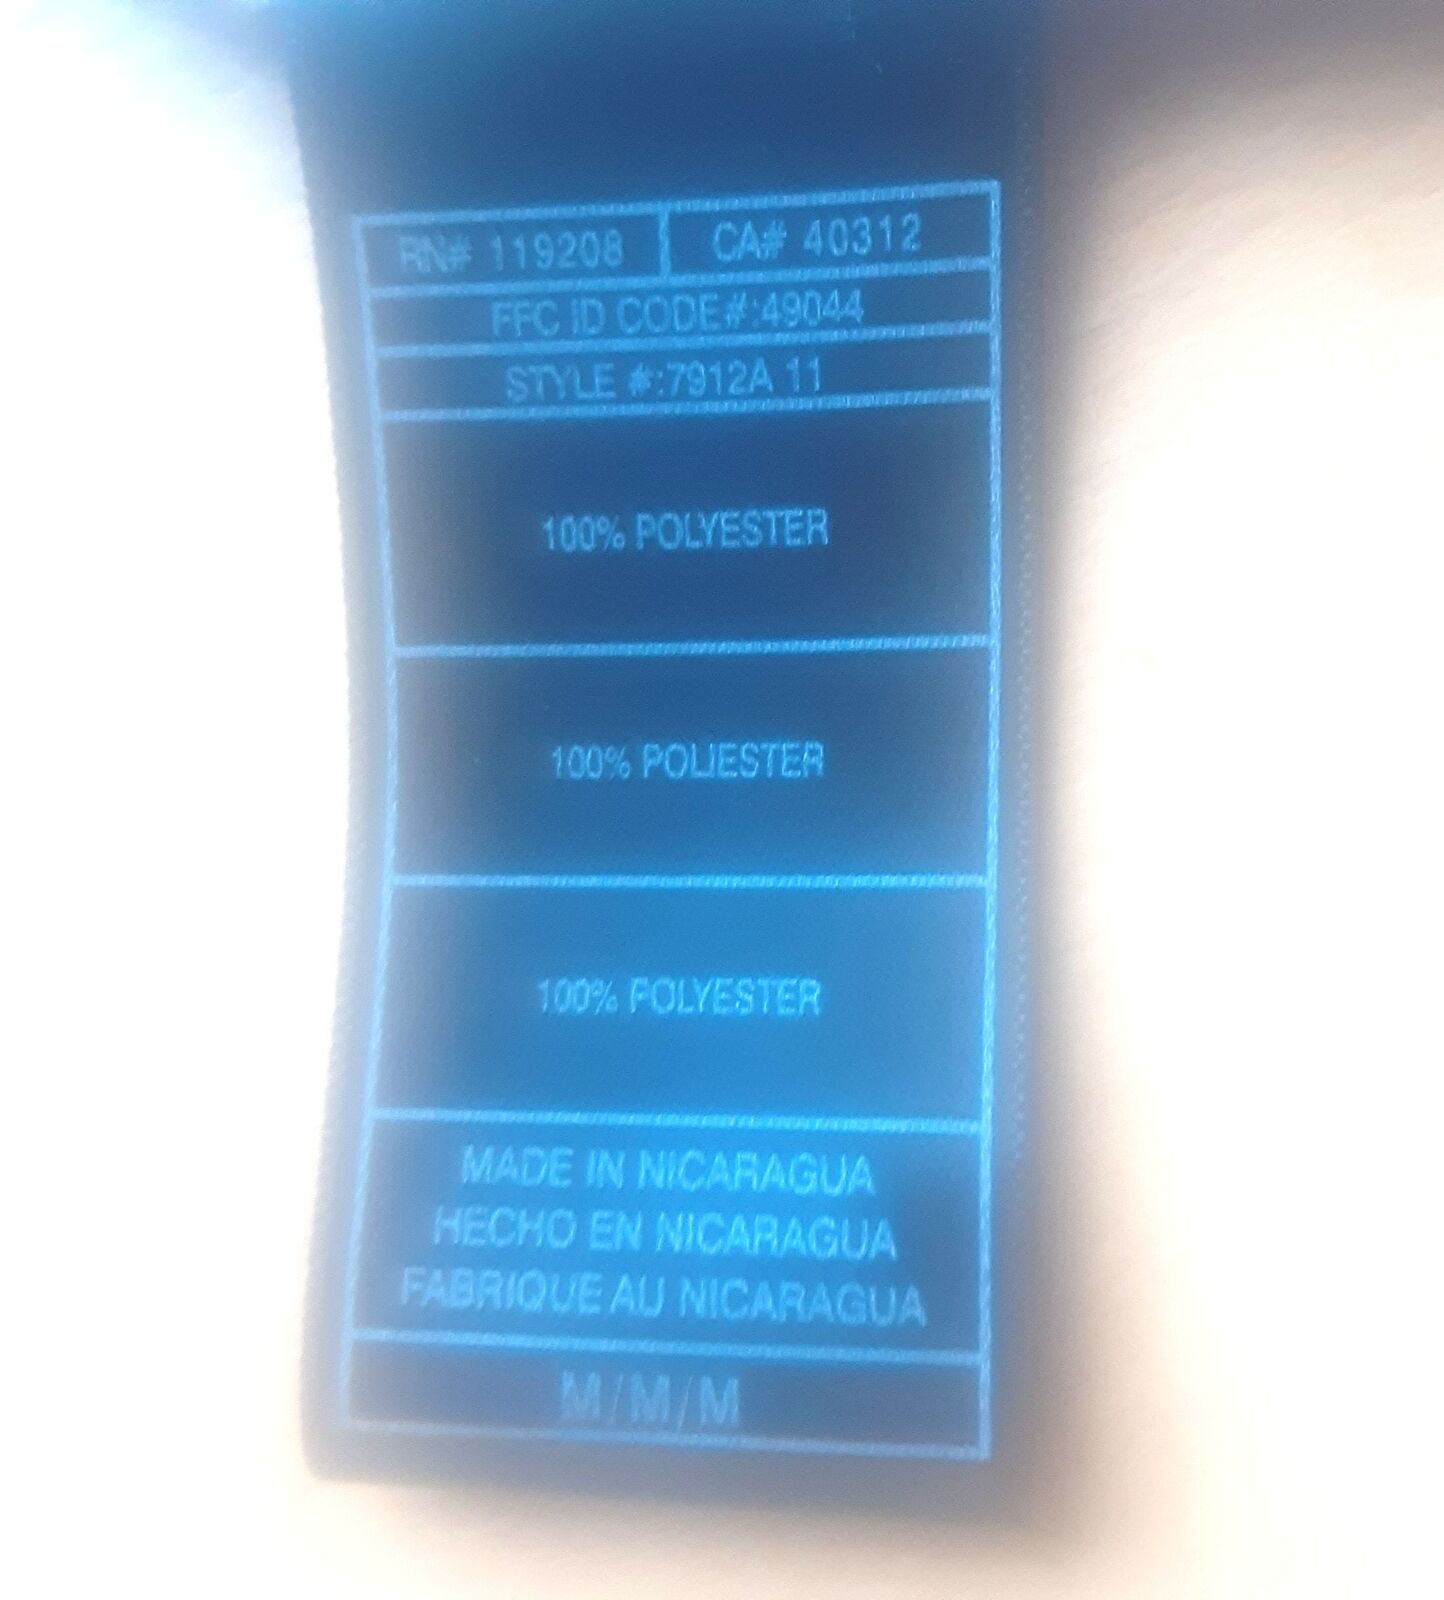 RN# 119208 CA# 40312
FFC ID CODE#:49044
STYLE #:7912A 11
100% POLYESTER
100% POLIESTER
100% POLYESTER
MADE IN NICARAGUA
HECHO EN NICARAGUA
FABRIQUE AU NICARAGUA
M/M/M